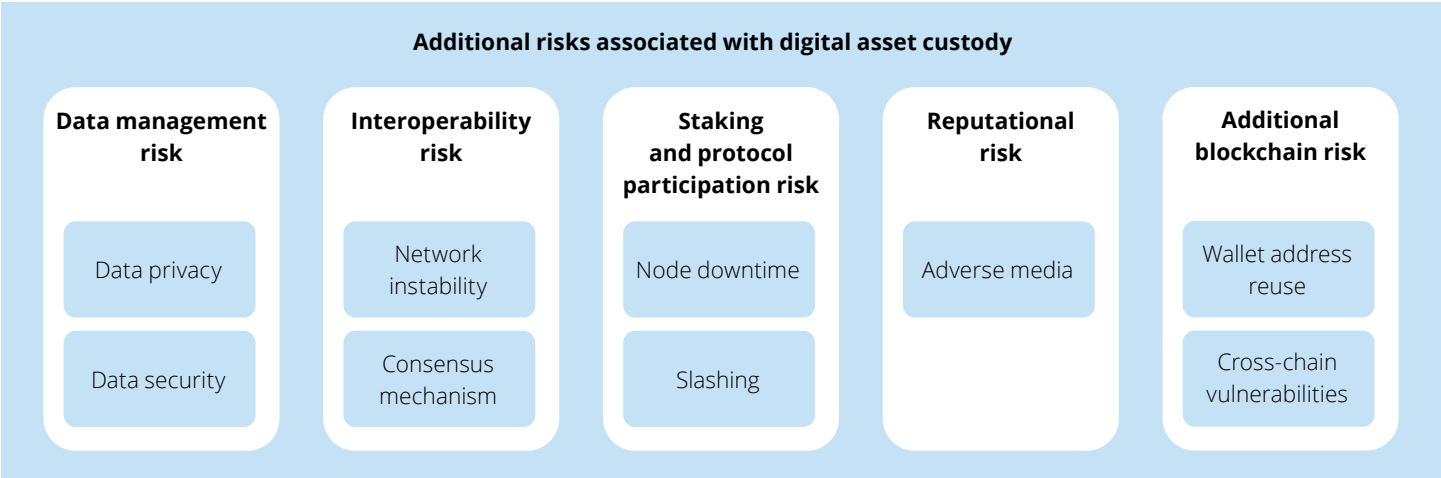 Additional risks associated with digital asset custody
Data management
risk
Data privacy
Data security
Interoperability
risk
Network
instability
Consensus
mechanism
Staking
and protocol
participation risk
Node downtime
Slashing
Reputational
risk
Adverse media
Additional
blockchain risk
Wallet address
reuse
Cross-chain
vulnerabilities